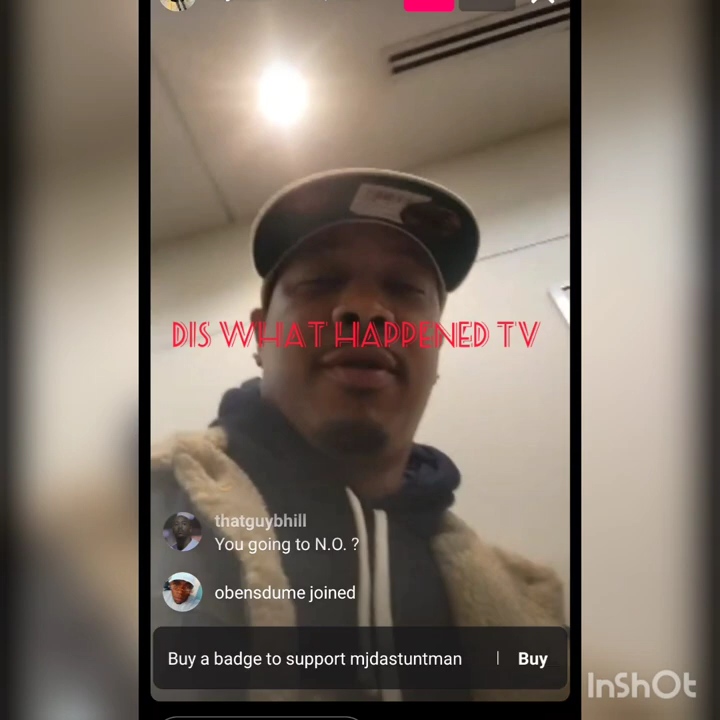 DIS WHAT HAPPENED TV
thatguybhill
You going to N.O. ?
obensdume joined
Buy a badge to support mjdastuntman | Buy
InShOt